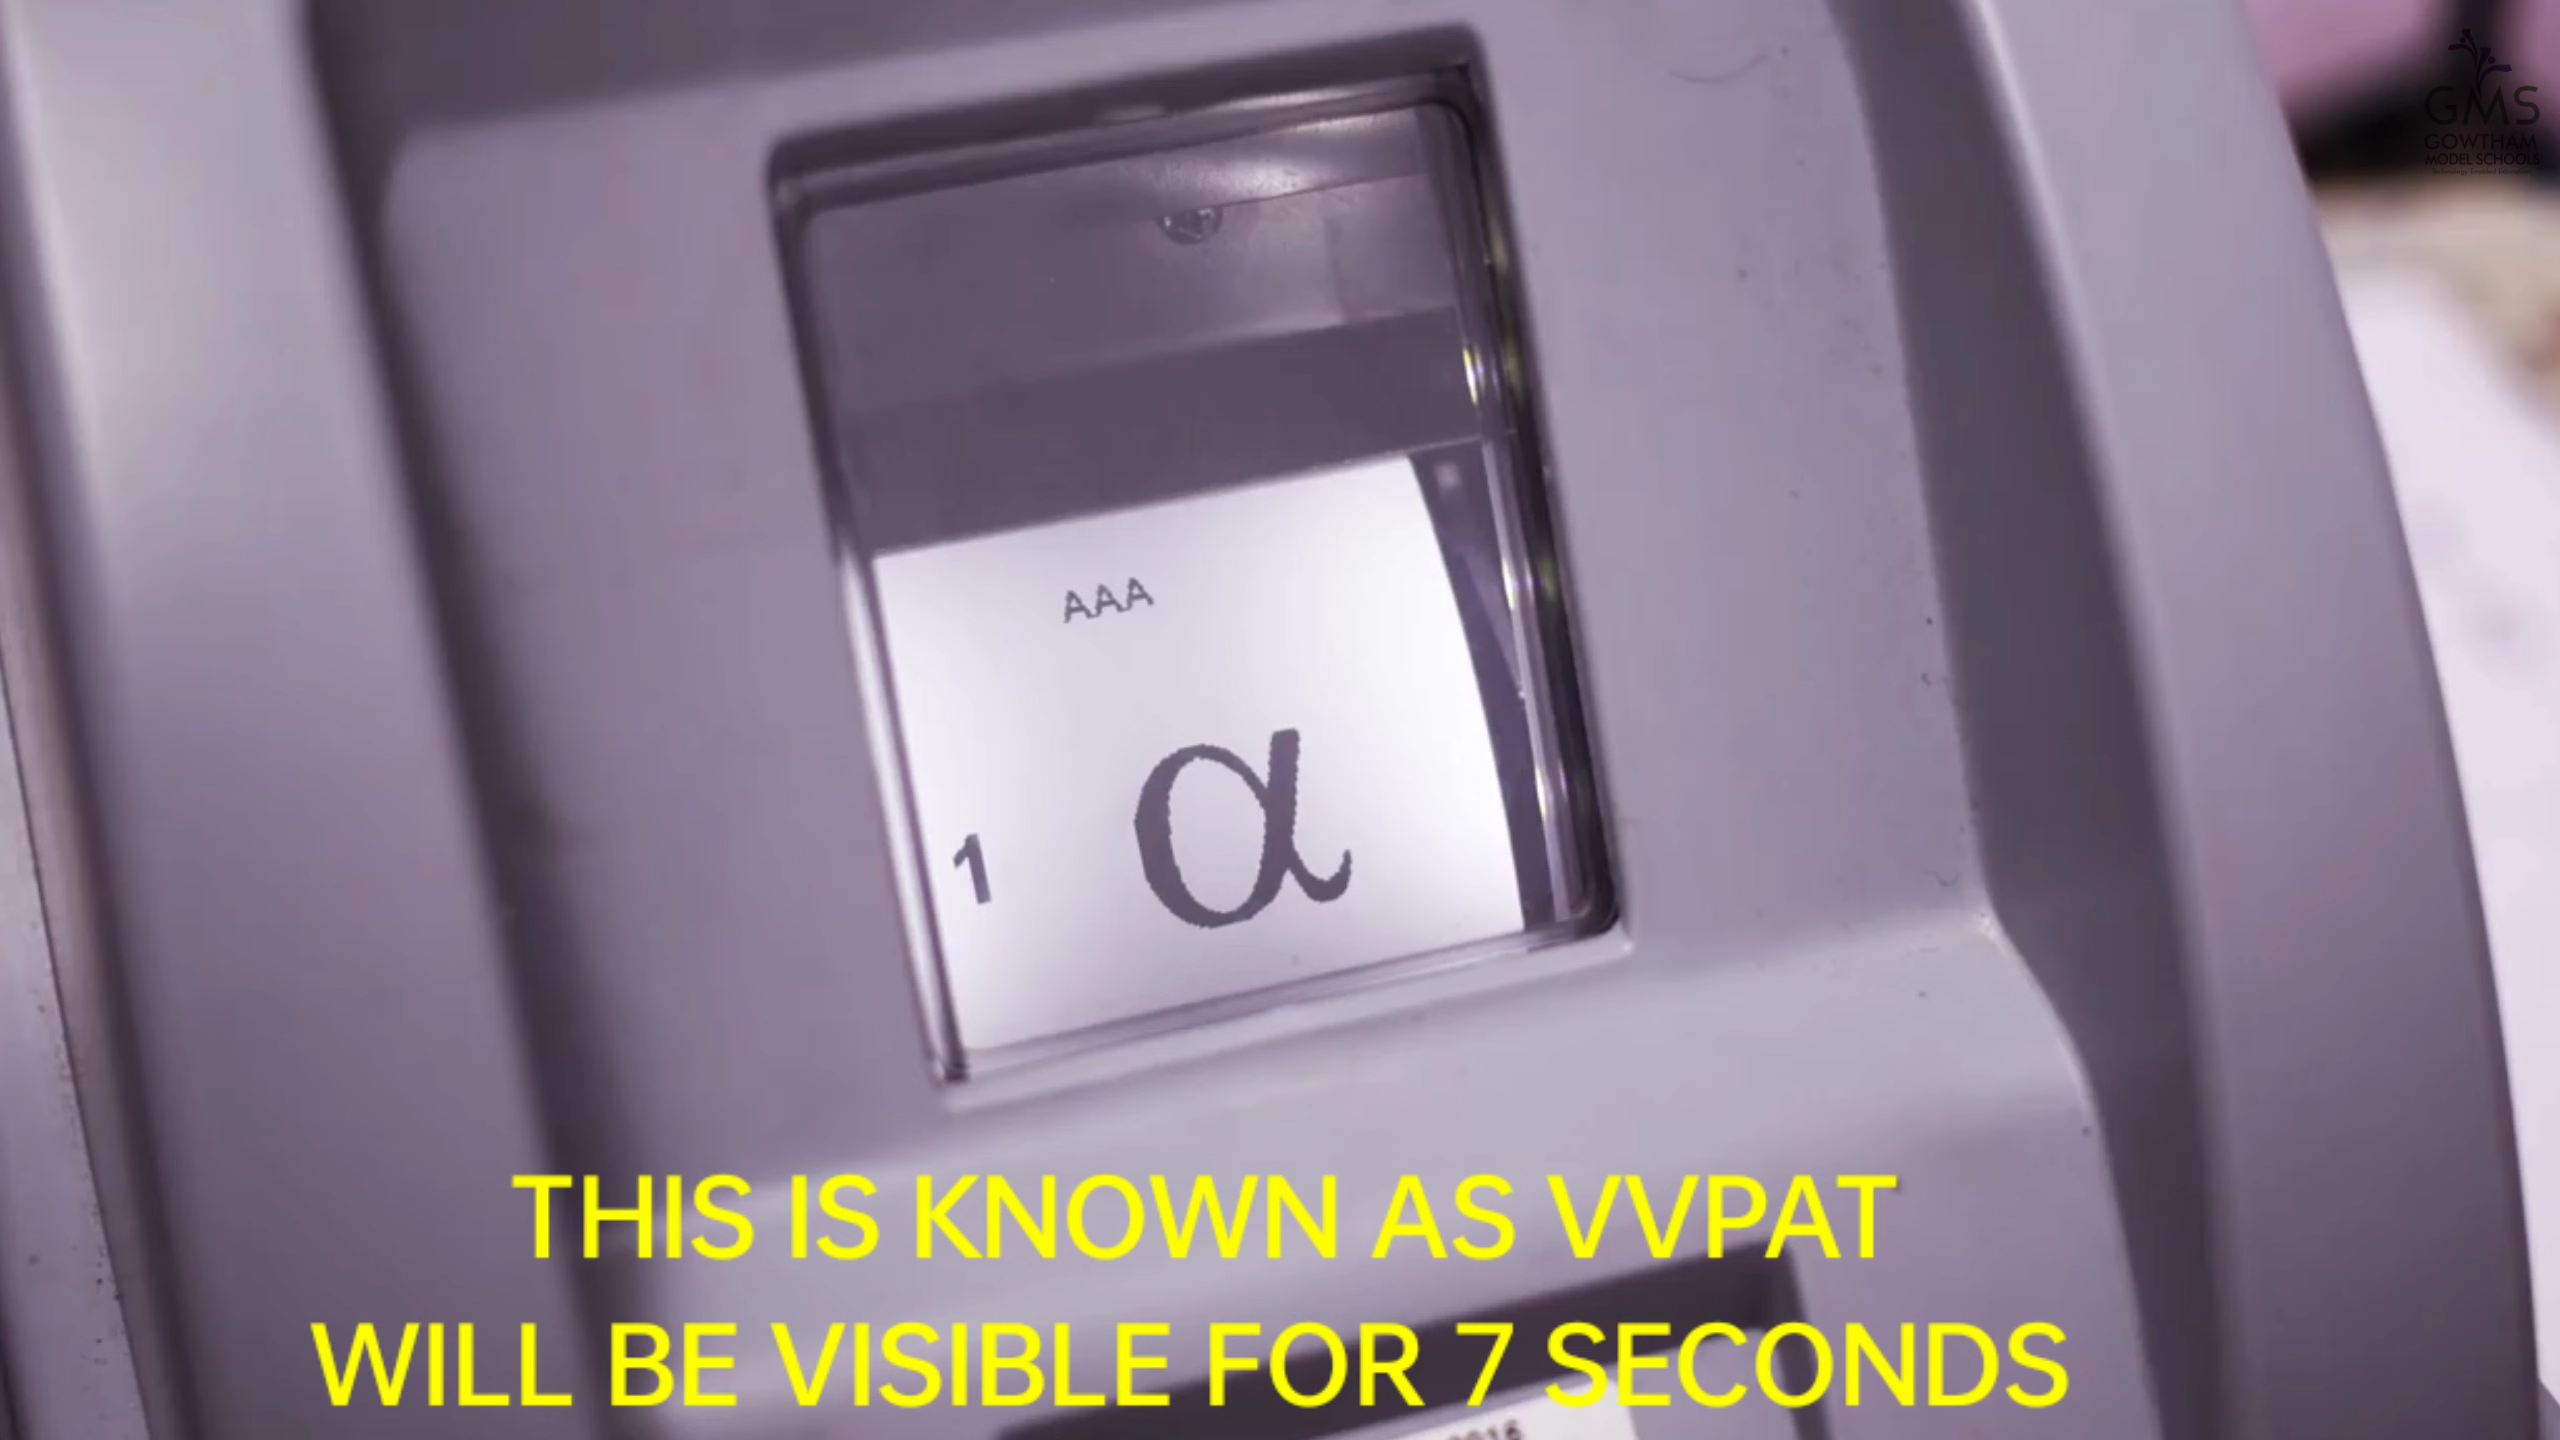 GMS
GOWTHAM
MODEL SCHOOLS
AAA
1 α
THIS IS KNOWN AS VVPAT
WILL BE VISIBLE FOR 7 SECONDS